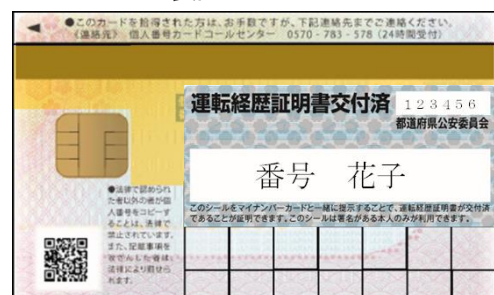 ●このカードを拾得された方は、お手数ですが、下記連絡先までご連絡ください。
《連絡先》 個人番号カードコールセンター 0570-783-578 (24時間受付)
運転経歴証明書交付済 123456
都道府県公安委員会
番号 花子
このシールをマイナンバーカードと一緒に提示することで、運転経歴証明書が交付済
であることが証明できます。このシールは署名がある本人のみが利用できます。
●法律で認められ
た者以外の者が個
人番号をコピーす
ることは、法律で
禁止されています。
また、記載事項を
改ざんした者は、
法律により罰せら
れます。